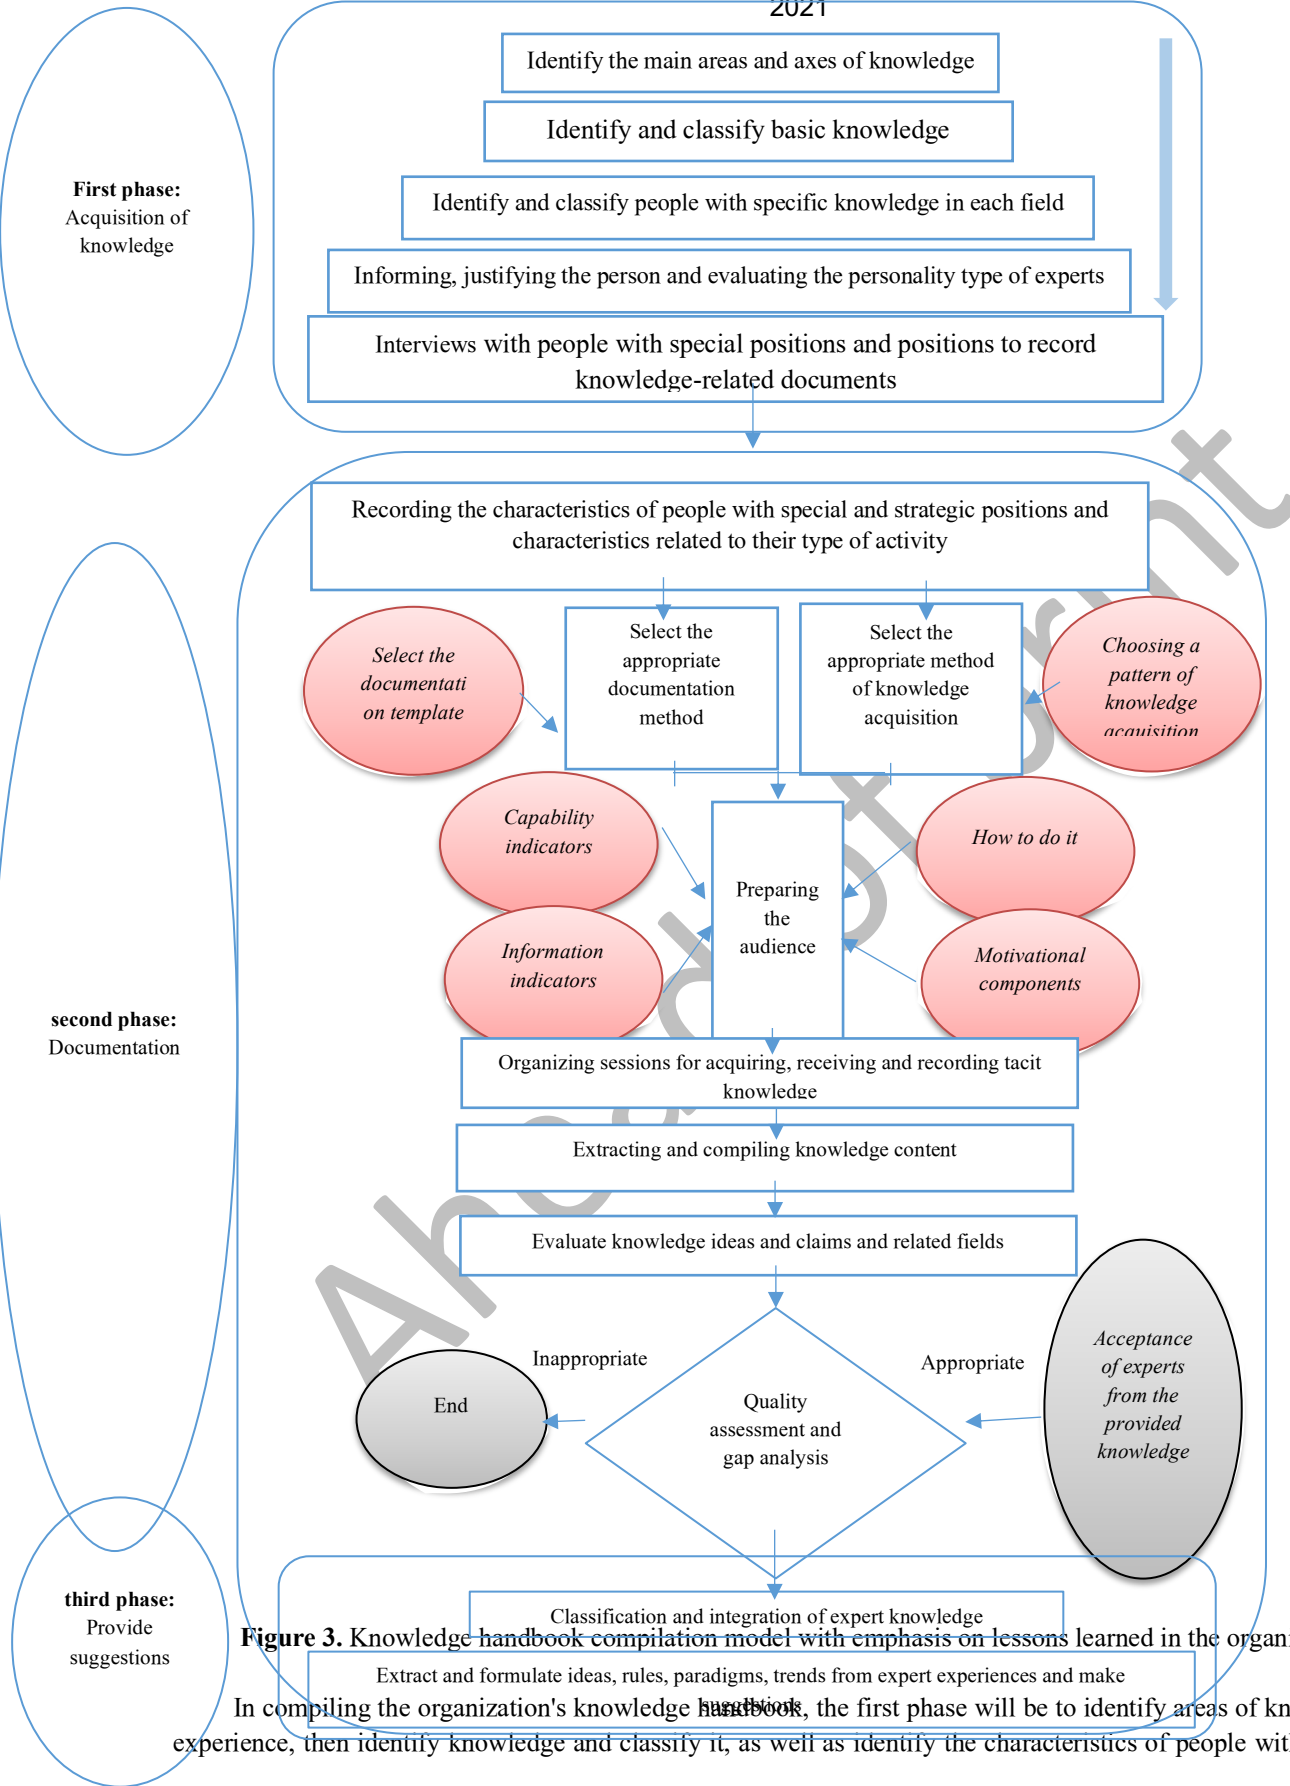 2021
Identify the main areas and axes of knowledge
Identify and classify basic knowledge
First phase:
Acquisition of
knowledge
Identify and classify people with specific knowledge in each field
Informing, justifying the person and evaluating the personality type of experts
Interviews with people with special positions and positions to record
knowledge-related documents
Recording the characteristics of people with special and strategic positions and
characteristics related to their type of activity
Select the
documentati
on template
Select the
appropriate
documentation
method
Select the
appropriate method
of knowledge
acquisition
Choosing a
pattern of
knowledge
acquisition
Capability
indicators
How to do it
Preparing
the
audience
Information
indicators
Motivational
components
second phase:
Documentation
Organizing sessions for acquiring, receiving and recording tacit
knowledge
Extracting and compiling knowledge content
Evaluate knowledge ideas and claims and related fields
Inappropriate
Appropriate
End
Quality
assessment and
gap analysis
Acceptance
of experts
from the
provided
knowledge
third phase:
Provide
suggestions
Classification and integration of expert knowledge
Figure 3. Knowledge handbook compilation model with emphasis on lessons learned in the organi
Extract and formulate ideas, rules, paradigms, trends from expert experiences and make
suggestions
In compiling the organization's knowledge handbook, the first phase will be to identify areas of kn
experience, then identify knowledge and classify it, as well as identify the characteristics of people wit
Ahead of print